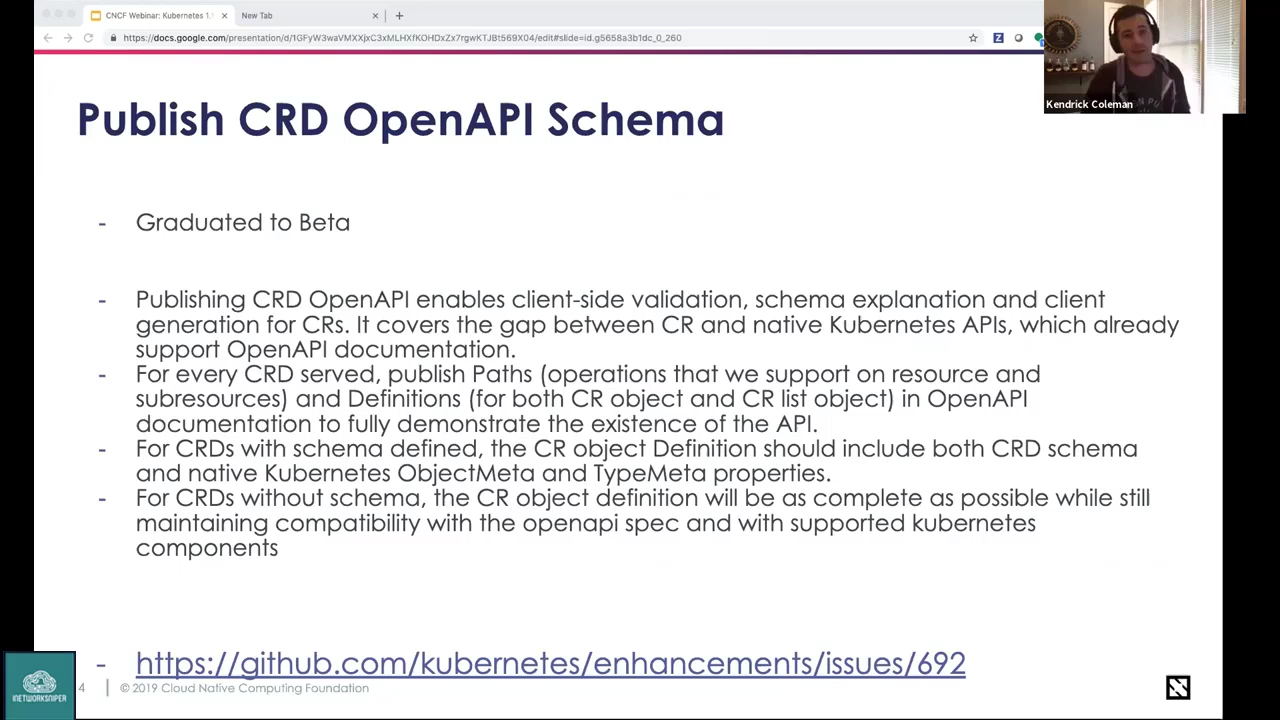 CNCF Webinar: Kubernetes 1.
New Tab
https://docs.google.com/presentation/d/1GFyW3waVMXXjxC3xMLHXfKOHDxZx7rgwKTJBt569X04/edit#slide=id.g5658a3b1dc_0_260
Kendrick Coleman
Publish CRD OpenAPI Schema
- Graduated to Beta
- Publishing CRD OpenAPI enables client-side validation, schema explanation and client
generation for CRs. It covers the gap between CR and native Kubernetes APIs, which already
support OpenAPI documentation.
- For every CRD served, publish Paths (operations that we support on resource and
subresources) and Definitions (for both CR object and CR list object) in OpenAPI
documentation to fully demonstrate the existence of the API.
- For CRDs with schema defined, the CR object Definition should include both CRD schema
and native Kubernetes ObjectMeta and TypeMeta properties.
- For CRDs without schema, the CR object definition will be as complete as possible while still
maintaining compatibility with the openapi spec and with supported kubernetes
components
- https://github.com/kubernetes/enhancements/issues/692
4 | © 2019 Cloud Native Computing Foundation
INETWORKSNIPER